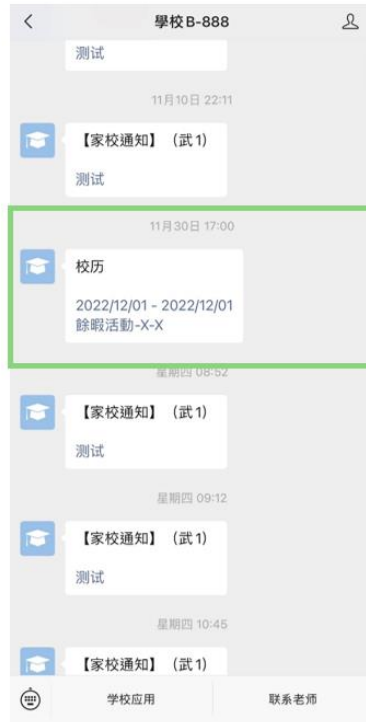 學校B-888
测试
11月10日 22:11
【家校通知】（武1）
测试
11月30日 17:00
校历
2022/12/01 - 2022/12/01
餘暇活動-X-X
星期四 08:52
【家校通知】（武1）
测试
星期四 09:12
【家校通知】（武1）
测试
星期四 10:45
【家校通知】（武1）
学校应用
联系老师